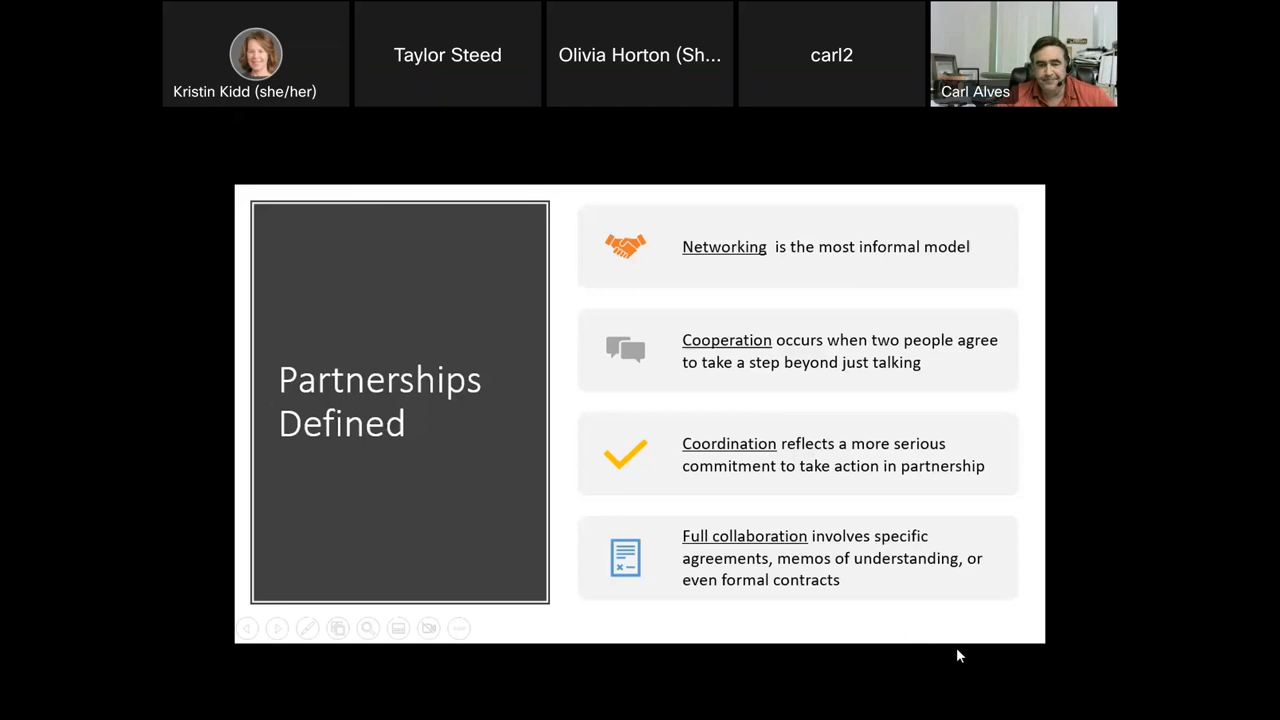 Kristin Kidd (she/her)
Taylor Steed
Olivia Horton (Sh...
carl2
Carl Alves
Partnerships
Defined
Networking is the most informal model
Cooperation occurs when two people agree
to take a step beyond just talking
Coordination reflects a more serious
commitment to take action in partnership
Full collaboration involves specific
agreements, memos of understanding, or
even formal contracts